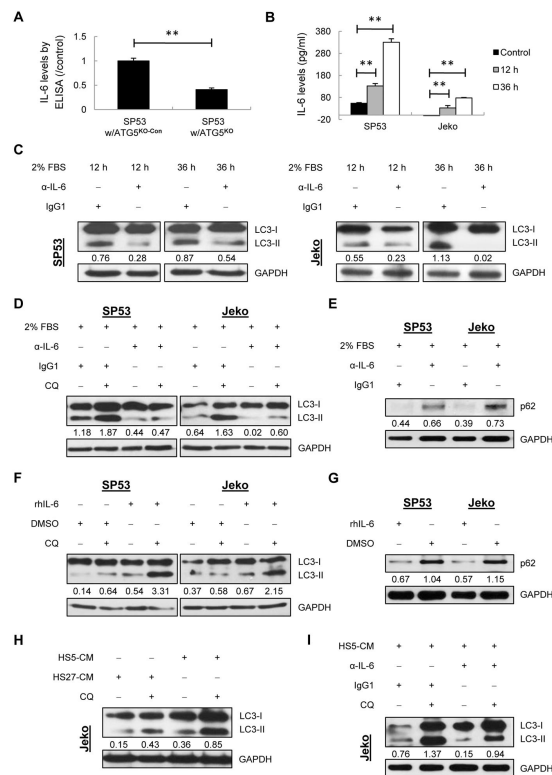 A
IL-6 levels by
ELISA (/control)
1.5
1
0.5
0
**
SP53
w/ATG5KO-Con
SP53
w/ATG5KO
B
IL-6 levels (pg/ml)
380
280
180
80
-20
**
**
**
**
Control
12 h
36 h
SP53
Jeko
C
2% FBS 12 h 12 h 36 h 36 h
α-IL-6 – + – +
IgG1 + – + –
SP53
LC3-I
LC3-II
0.76 0.28 0.87 0.54
GAPDH
2% FBS 12 h 12 h 36 h 36 h
α-IL-6 – + – +
IgG1 + – + –
Jeko
LC3-I
LC3-II
0.55 0.23 1.13 0.02
GAPDH
D
SP53 Jeko
2% FBS + + + + + + + +
α-IL-6 – – + + – – + +
IgG1 + + – – + + – –
CQ – + – + – + – +
LC3-I
LC3-II
1.18 1.87 0.44 0.47 0.64 1.63 0.02 0.60
GAPDH
E
SP53 Jeko
2% FBS + + + +
α-IL-6 – + – +
IgG1 + – + –
p62
0.44 0.66 0.39 0.73
GAPDH
F
SP53 Jeko
rhIL-6 – – + + – – + +
DMSO + + – – + + – –
CQ – + – + – + – +
LC3-I
LC3-II
0.14 0.64 0.54 3.31 0.37 0.58 0.67 2.15
GAPDH
G
SP53 Jeko
rhIL-6 + – + –
DMSO – + – +
p62
0.67 1.04 0.57 1.15
GAPDH
H
HS5-CM – – + +
HS27-CM + + – –
CQ – + – +
Jeko
LC3-I
LC3-II
0.15 0.43 0.36 0.85
GAPDH
I
HS5-CM + + + +
α-IL-6 – – + +
IgG1 + + – –
CQ – + – +
Jeko
LC3-I
LC3-II
0.76 1.37 0.15 0.94
GAPDH